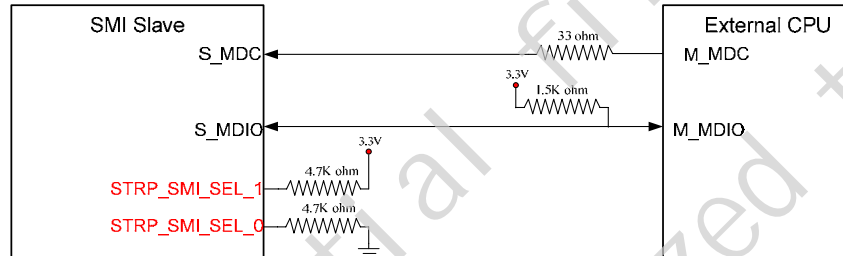 SMI Slave
External CPU
33 ohm
S_MDC
M_MDC
3.3V
1.5K ohm
S_MDIO
M_MDIO
3.3V
4.7K ohm
STRP_SMI_SEL_1
4.7K ohm
STRP_SMI_SEL_0